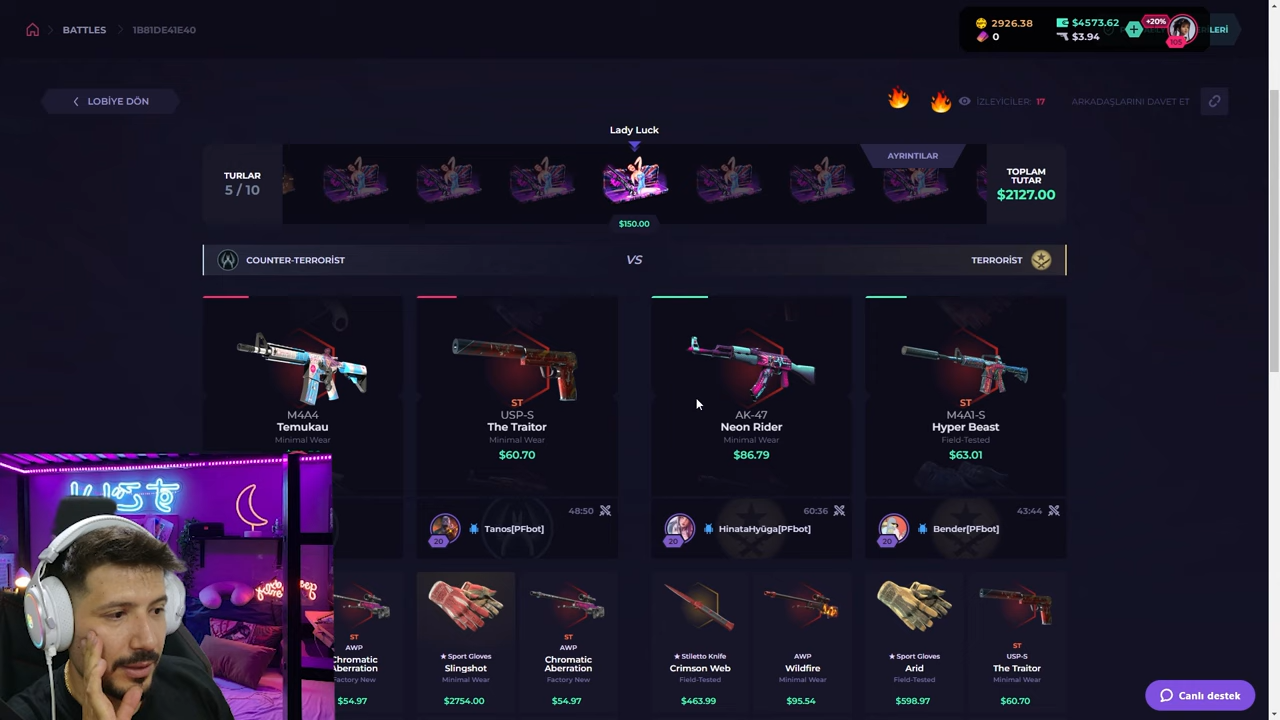 BATTLES
1B81DE41E40
2926.38
$4573.62
+20%
0
$3.94
LOBİYE DÖN
İZLEYİCİLER: 17
ARKADAŞLARINI DAVET ET
Lady Luck
AYRINTILAR
TURLAR
5 / 10
TOPLAM
TUTAR
$2127.00
$150.00
COUNTER-TERRORİST
VS
TERRORİST
M4A4
Temukau
Minimal Wear
ST
USP-S
The Traitor
Minimal Wear
$60.70
AK-47
Neon Rider
Minimal Wear
$86.79
ST
M4A1-S
Hyper Beast
Field-Tested
$63.01
48:50
Tanos[PFbot]
20
60:36
HinataHyüga[PFbot]
20
43:44
Bender[PFbot]
20
ST
AWP
Chromatic
Aberration
Factory New
$54.97
★ Sport Gloves
Slingshot
Minimal Wear
$2754.00
ST
AWP
Chromatic
Aberration
Factory New
$54.97
★ Stiletto Knife
Crimson Web
Field-Tested
$463.99
AWP
Wildfire
Minimal Wear
$95.54
★ Sport Gloves
Arid
Field-Tested
$598.97
ST
USP-S
The Traitor
Minimal Wear
$60.70
Canlı destek